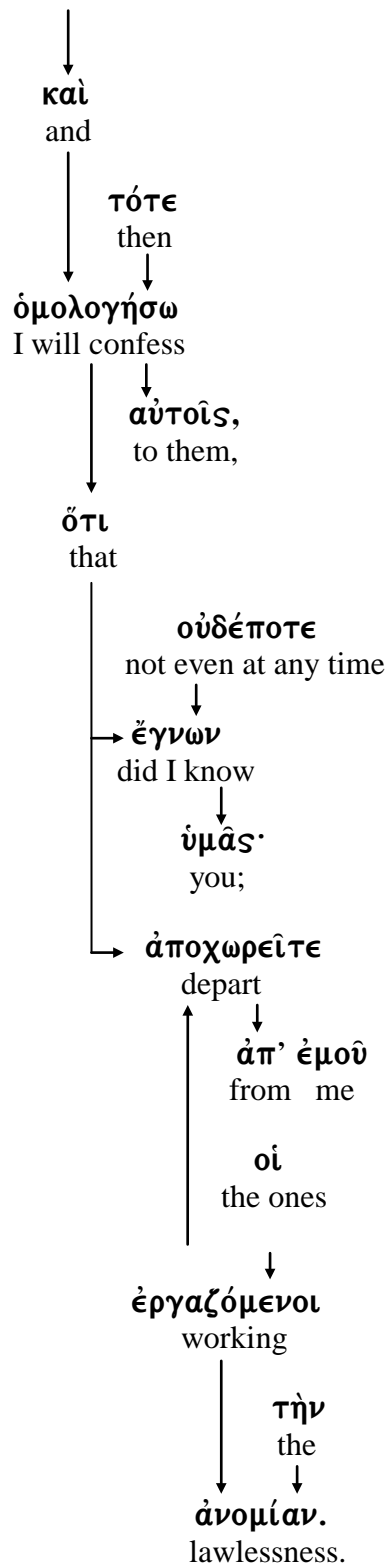 καὶ
and
τότε
then
ὁμολογήσω
I will confess
αὐτοῖς,
to them,
ὅτι
that
οὐδέποτε
not even at any time
ἔγνων
did I know
ὑμᾶς·
you;
ἀποχωρεῖτε
depart
ἀπ’ ἐμοῦ
from me
οἱ
the ones
ἐργαζόμενοι
working
τὴν
the
ἀνομίαν.
lawlessness.